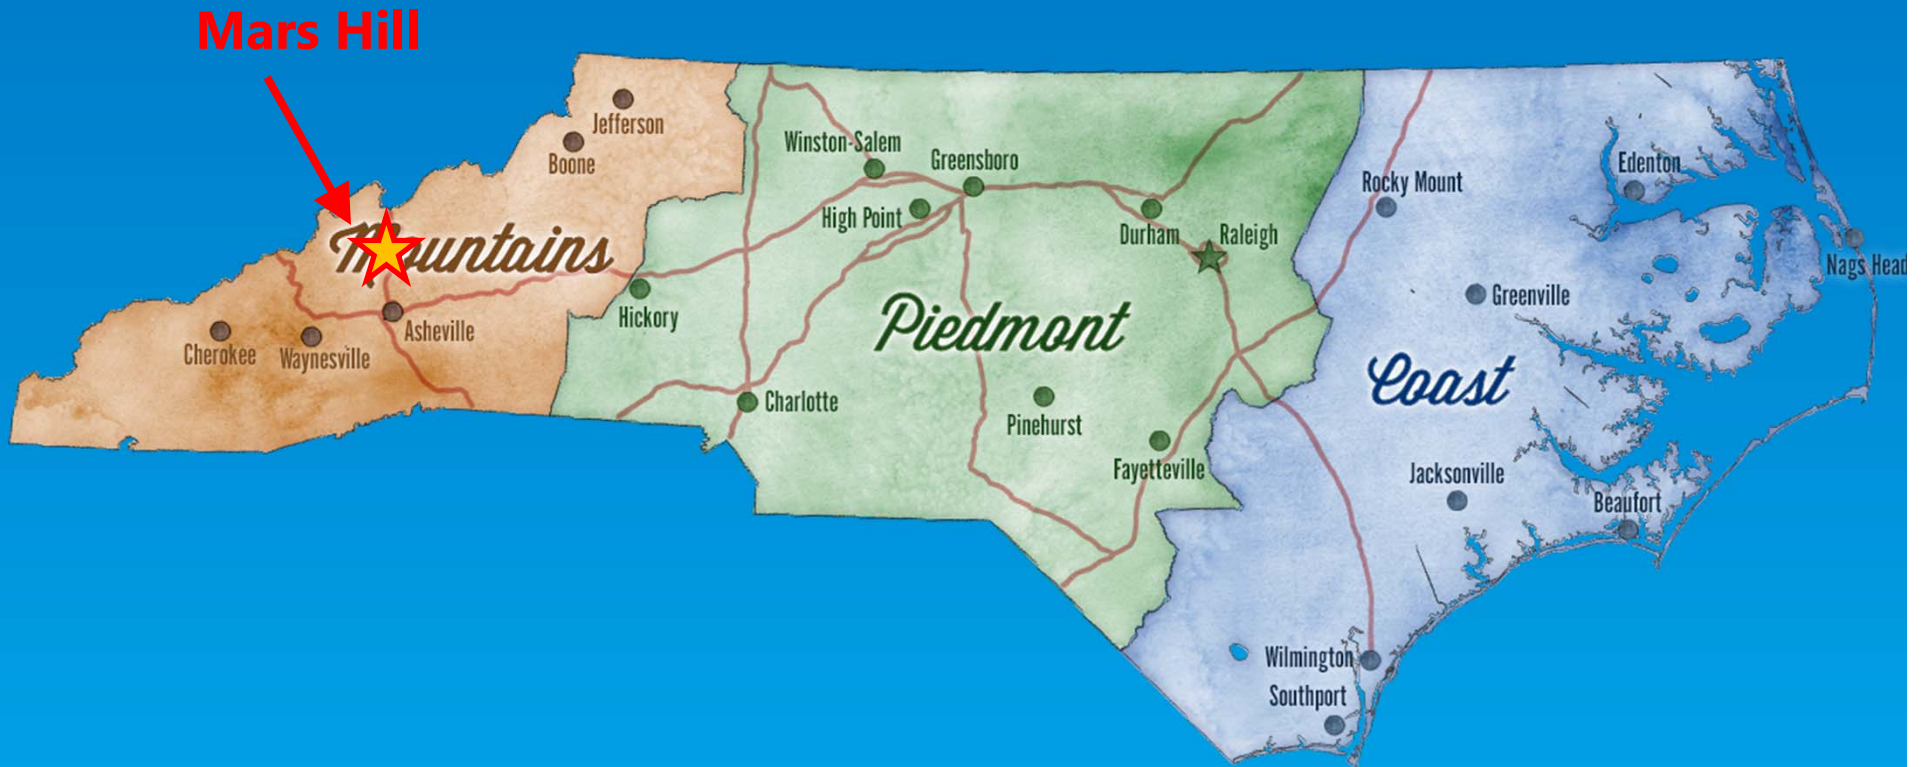 Mars Hill
Jefferson
Boone
Mountains
Asheville
Cherokee
Waynesville
Winston-Salem
Greensboro
High Point
Durham
Raleigh
Hickory
Piedmont
Charlotte
Pinehurst
Fayetteville
Rocky Mount
Edenton
Nags Head
Greenville
Coast
Jacksonville
Beaufort
Wilmington
Southport